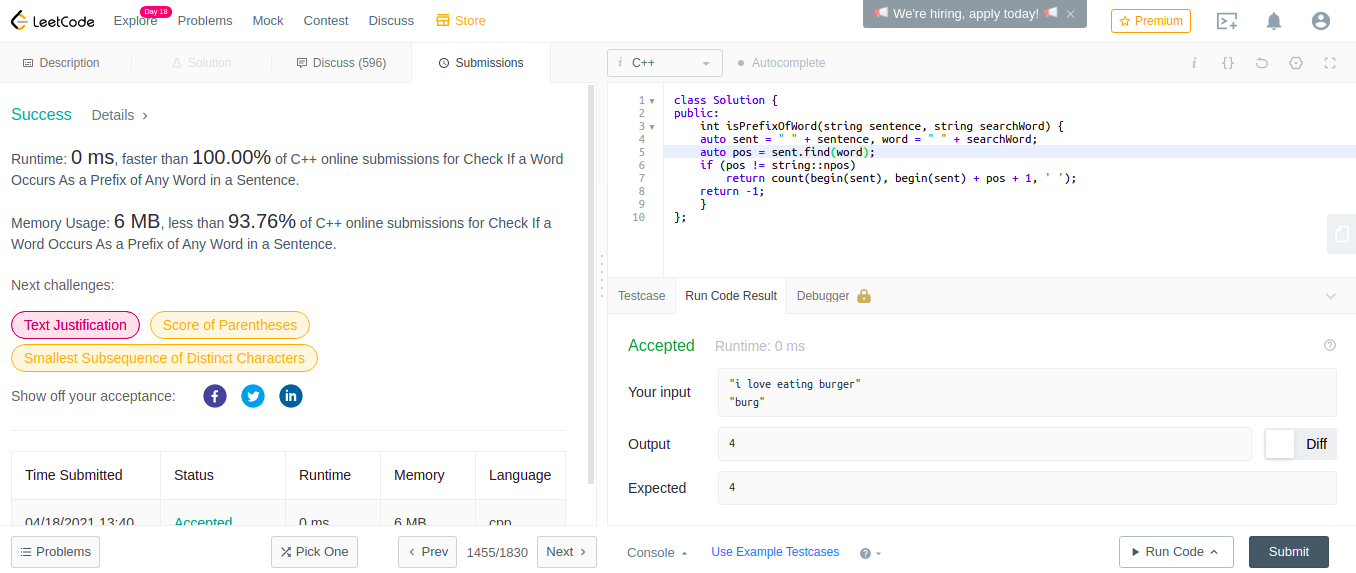 LeetCode
Explore
Day 18
Problems
Mock
Contest
Discuss
Store
We're hiring, apply today!
Premium
Description
Solution
Discuss (596)
Submissions
i C++
Autocomplete
i
{}
Success
Details
Runtime: 0 ms, faster than 100.00% of C++ online submissions for Check If a Word
Occurs As a Prefix of Any Word in a Sentence.
Memory Usage: 6 MB, less than 93.76% of C++ online submissions for Check If a
Word Occurs As a Prefix of Any Word in a Sentence.
Next challenges:
Text Justification
Score of Parentheses
Smallest Subsequence of Distinct Characters
Show off your acceptance:
Time Submitted Status Runtime Memory Language
04/18/2021 13:40 Accepted 0 ms 6 MB cpp
Problems
Pick One
Prev
1455/1830
Next
1 class Solution {
2 public:
3 int isPrefixOfWord(string sentence, string searchWord) {
4 auto sent = " " + sentence, word = " " + searchWord;
5 auto pos = sent.find(word);
6 if (pos != string::npos)
7 return count(begin(sent), begin(sent) + pos + 1, ' ');
8 return -1;
9 }
10 };
Testcase
Run Code Result
Debugger
Accepted
Runtime: 0 ms
Your input
"i love eating burger"
"burg"
Output
4
Diff
Expected
4
Console
Use Example Testcases
Run Code
Submit